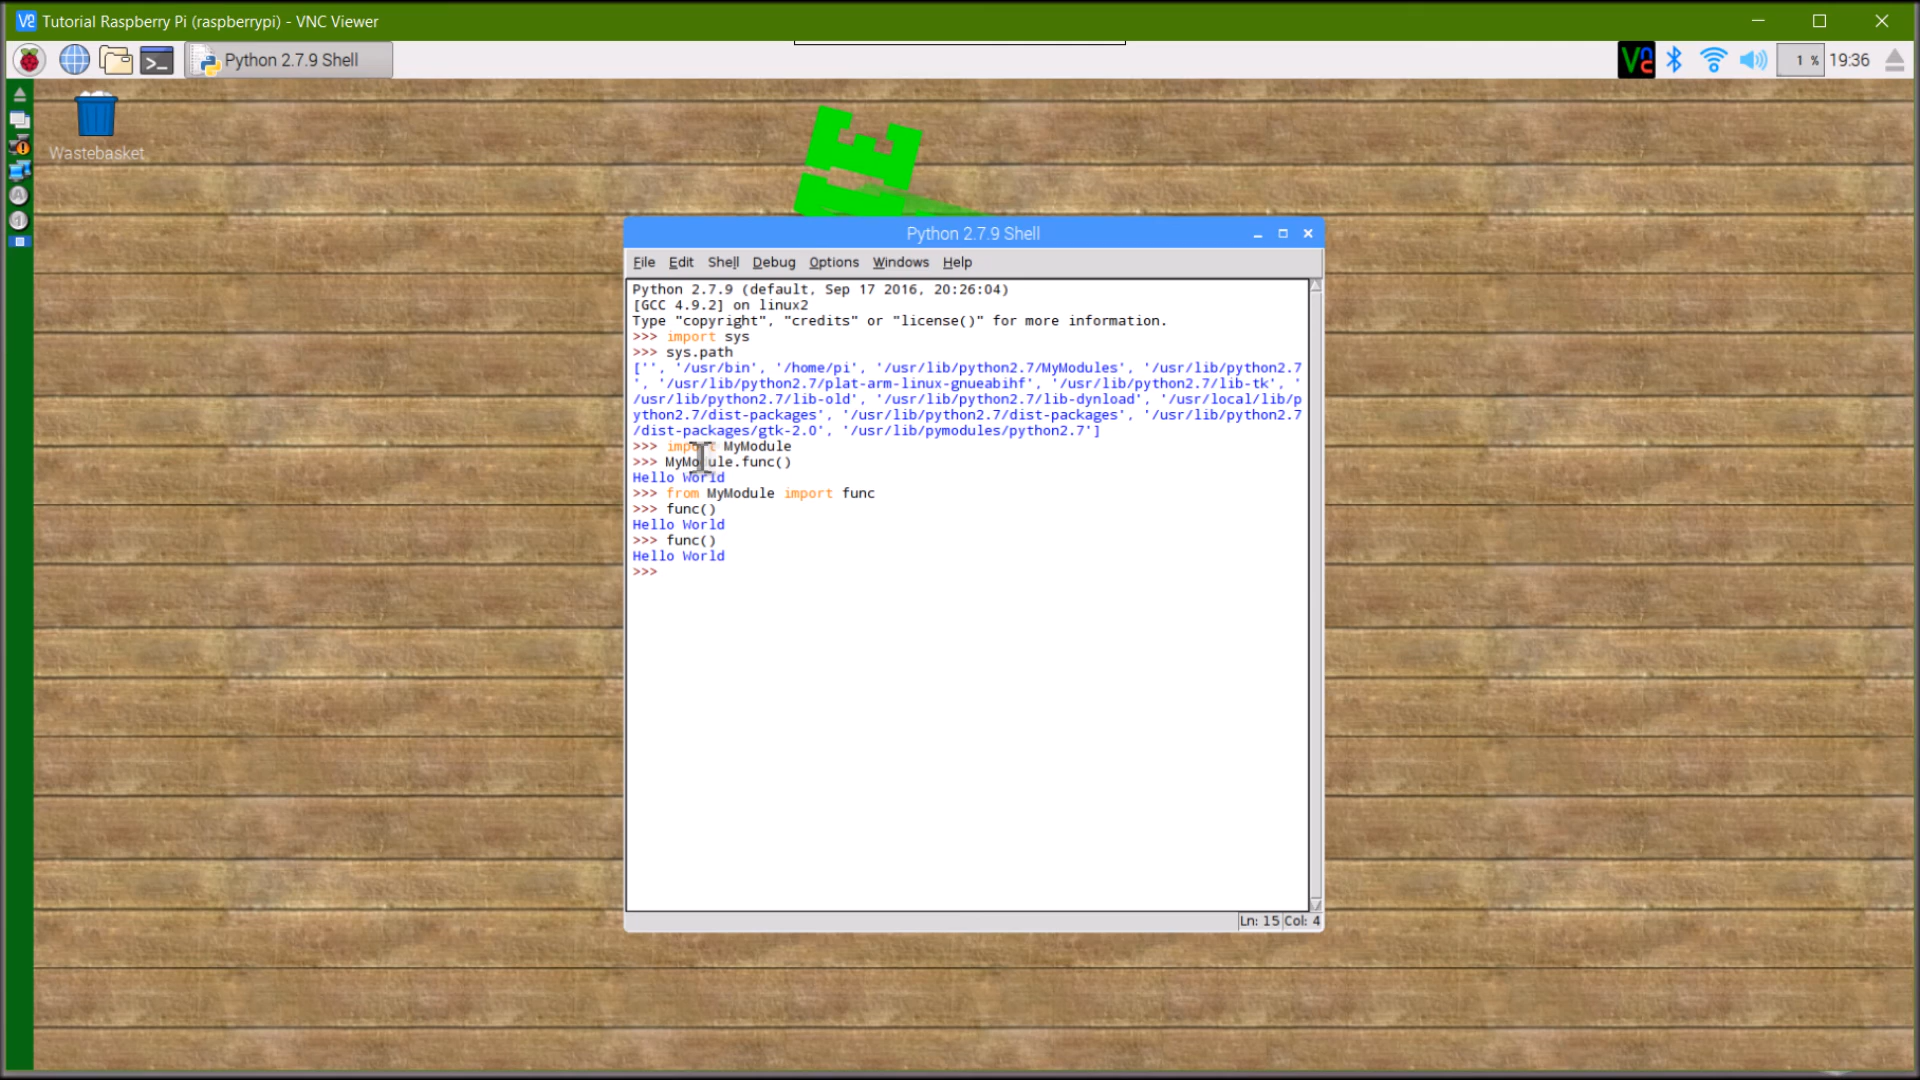 Tutorial Raspberry Pi (raspberrypi) - VNC Viewer
Python 2.7.9 Shell
1 %
19:36
Wastebasket
Python 2.7.9 Shell
File Edit Shell Debug Options Windows Help
Python 2.7.9 (default, Sep 17 2016, 20:26:04)
[GCC 4.9.2] on linux2
Type "copyright", "credits" or "license()" for more information.
>>> import sys
>>> sys.path
['', '/usr/bin', '/home/pi', '/usr/lib/python2.7/MyModules', '/usr/lib/python2.7
', '/usr/lib/python2.7/plat-arm-linux-gnueabihf', '/usr/lib/python2.7/lib-tk', '
/usr/lib/python2.7/lib-old', '/usr/lib/python2.7/lib-dynload', '/usr/local/lib/p
ython2.7/dist-packages', '/usr/lib/python2.7/dist-packages', '/usr/lib/python2.7
/dist-packages/gtk-2.0', '/usr/lib/pymodules/python2.7']
>>> import MyModule
>>> MyModule.func()
Hello World
>>> from MyModule import func
>>> func()
Hello World
>>> func()
Hello World
>>>
Ln: 15 Col: 4